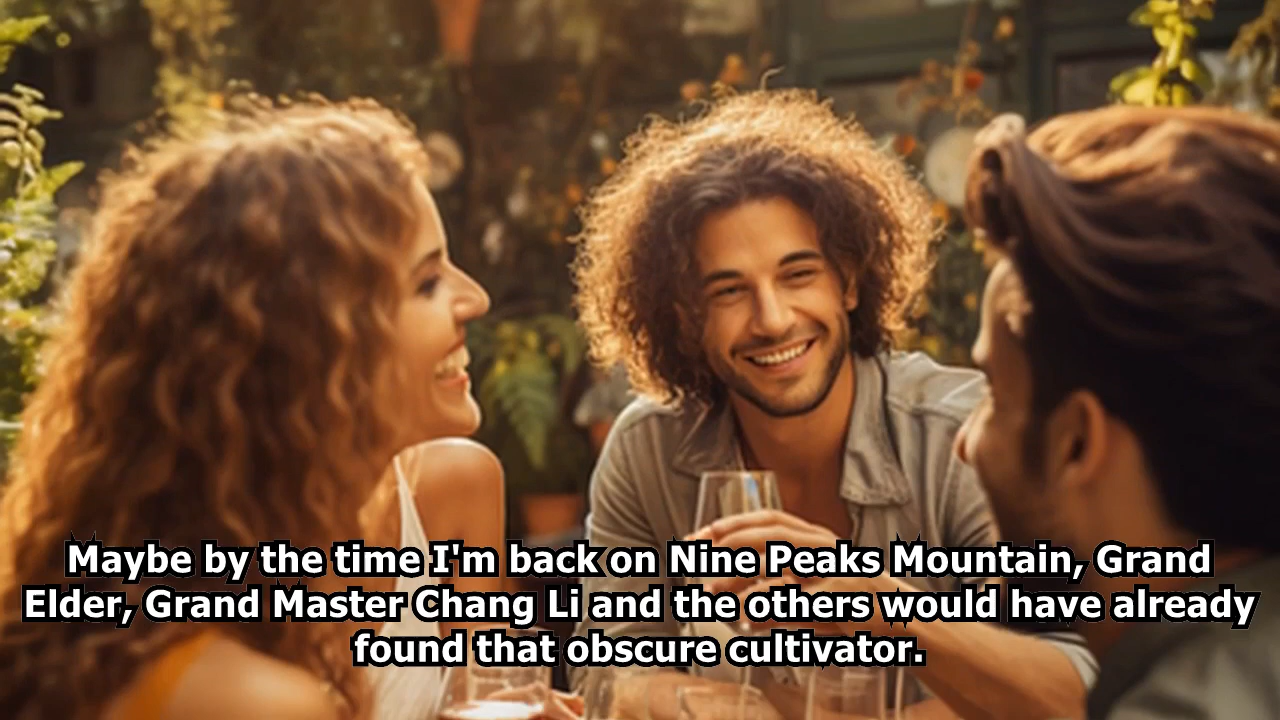 Maybe by the time I'm back on Nine Peaks Mountain, Grand
Elder, Grand Master Chang Li and the others would have already
found that obscure cultivator.